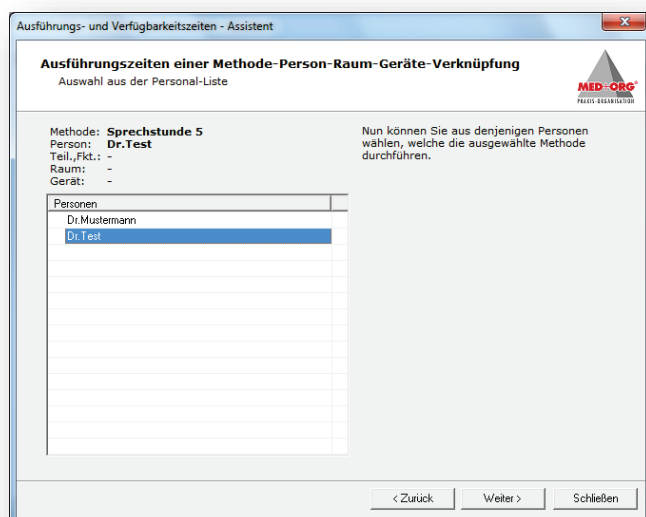 Ausführungs- und Verfügbarkeitszeiten - Assistent
x
Ausführungszeiten einer Methode-Person-Raum-Geräte-Verknüpfung
Auswahl aus der Personal-Liste
MED+ORG®
PRAXIS-ORGANISATION
Methode: Sprechstunde 5
Person: Dr.Test
Teil.,Fkt.: -
Raum: -
Gerät: -
Nun können Sie aus denjenigen Personen
wählen, welche die ausgewählte Methode
durchführen.
Personen
Dr.Mustermann
Dr.Test
< Zurück
Weiter >
Schließen